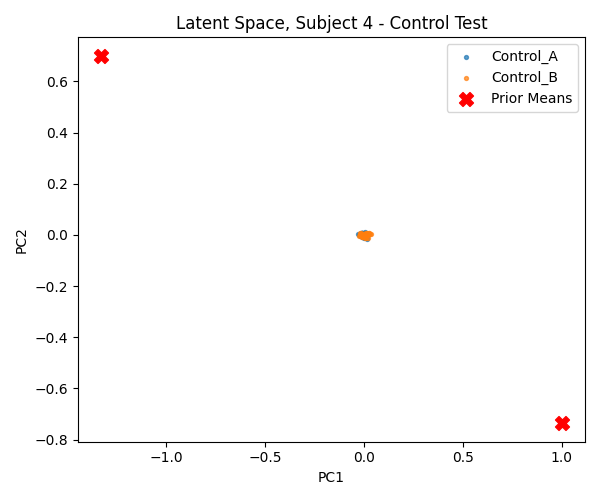 Latent Space, Subject 4 - Control Test
Control_A
Control_B
Prior Means
PC2
0.6
0.4
0.2
0.0
−0.2
−0.4
−0.6
−0.8
−1.0
−0.5
0.0
0.5
1.0
PC1